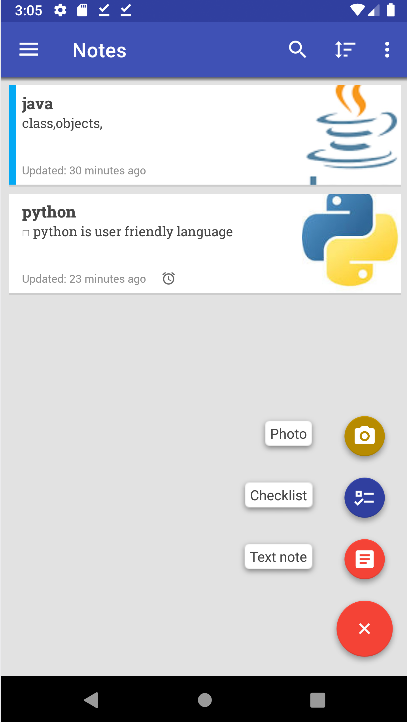 3:05
Notes
java
class,objects,
Updated: 30 minutes ago
python
□ python is user friendly language
Updated: 23 minutes ago
Photo
Checklist
Text note